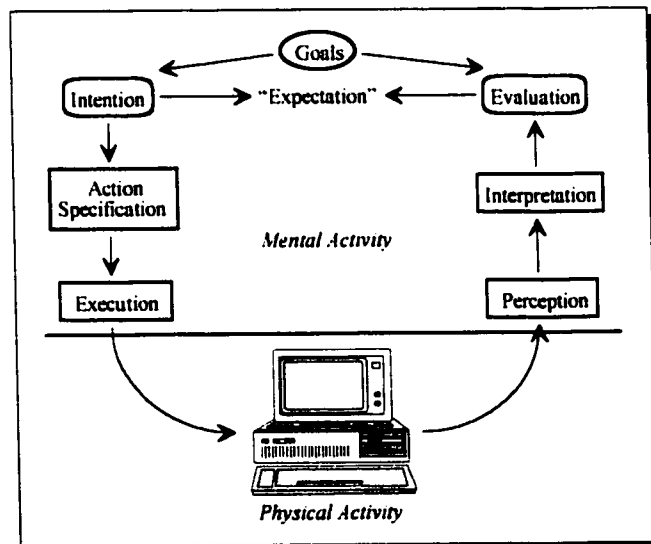 Goals
Intention
"Expectation"
Evaluation
Action
Specification
Interpretation
Mental Activity
Execution
Perception
Physical Activity